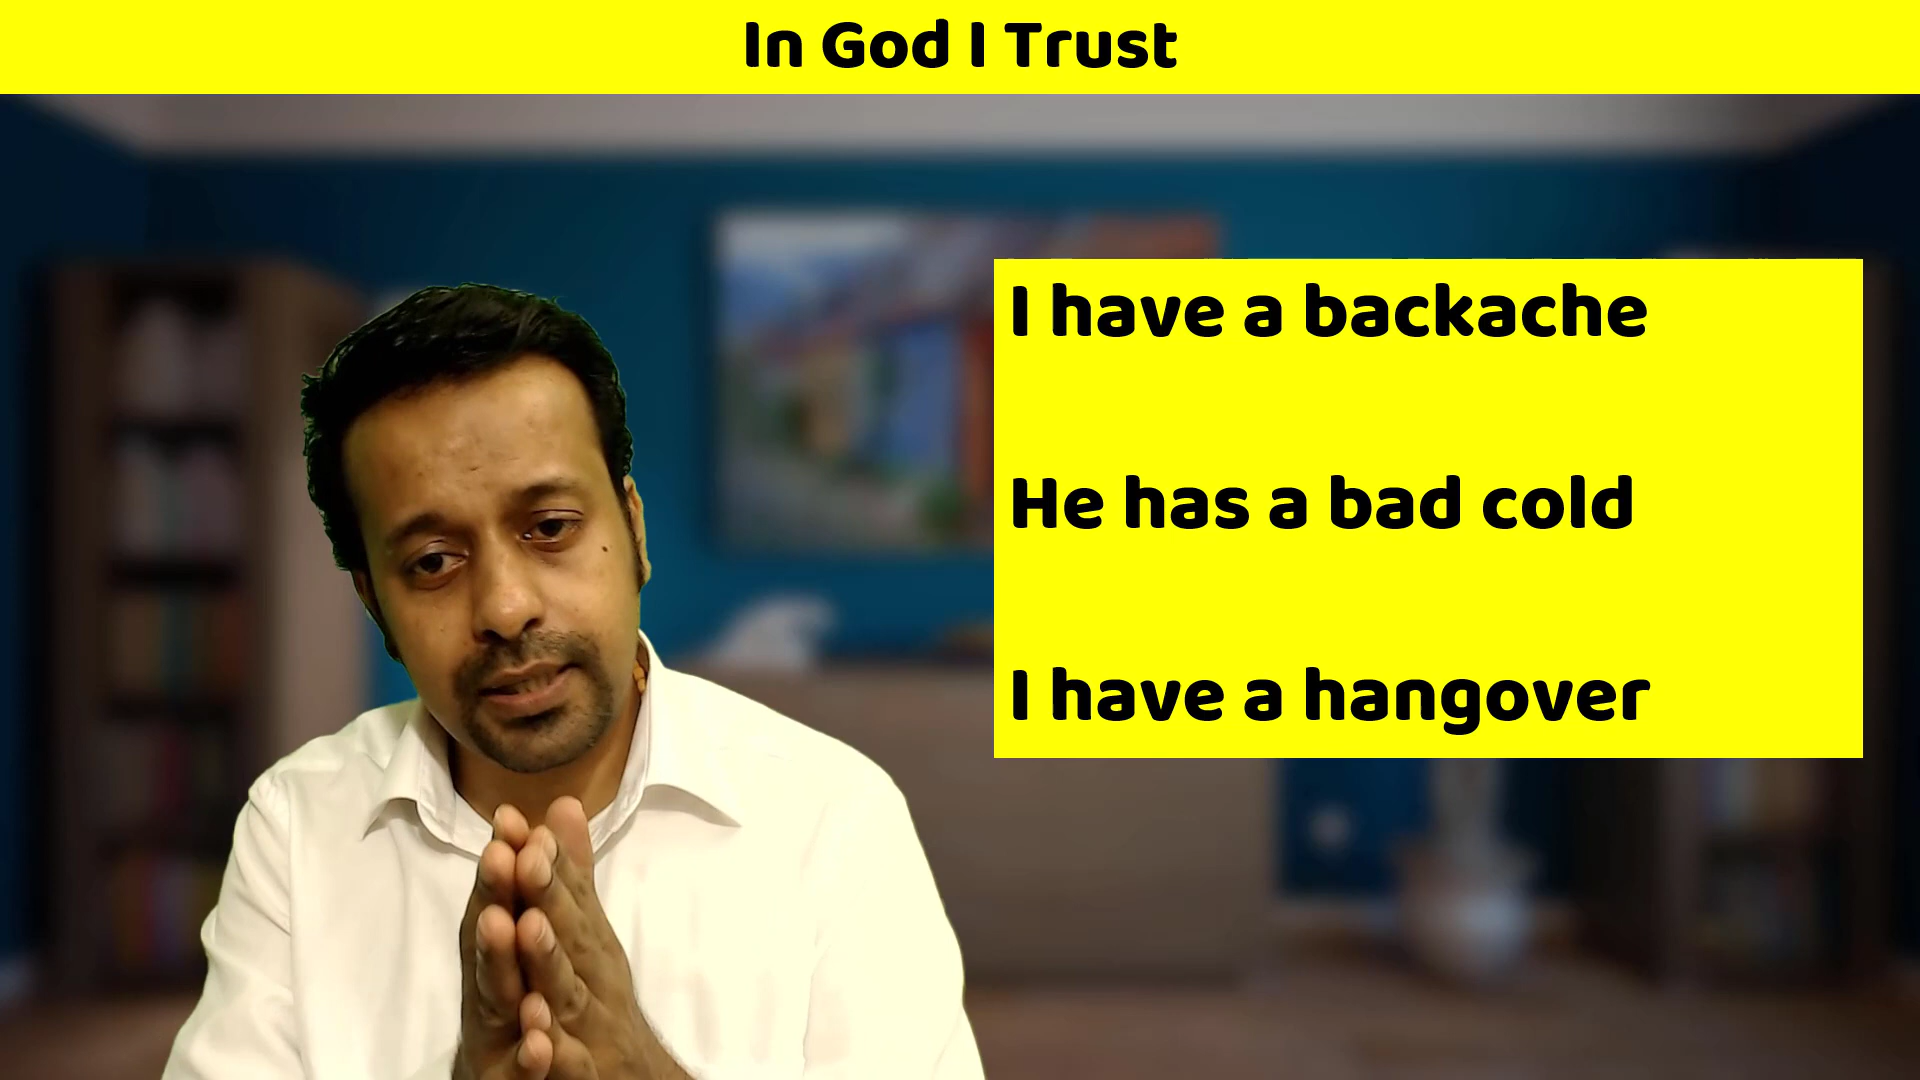 In God I Trust
I have a backache
He has a bad cold
I have a hangover